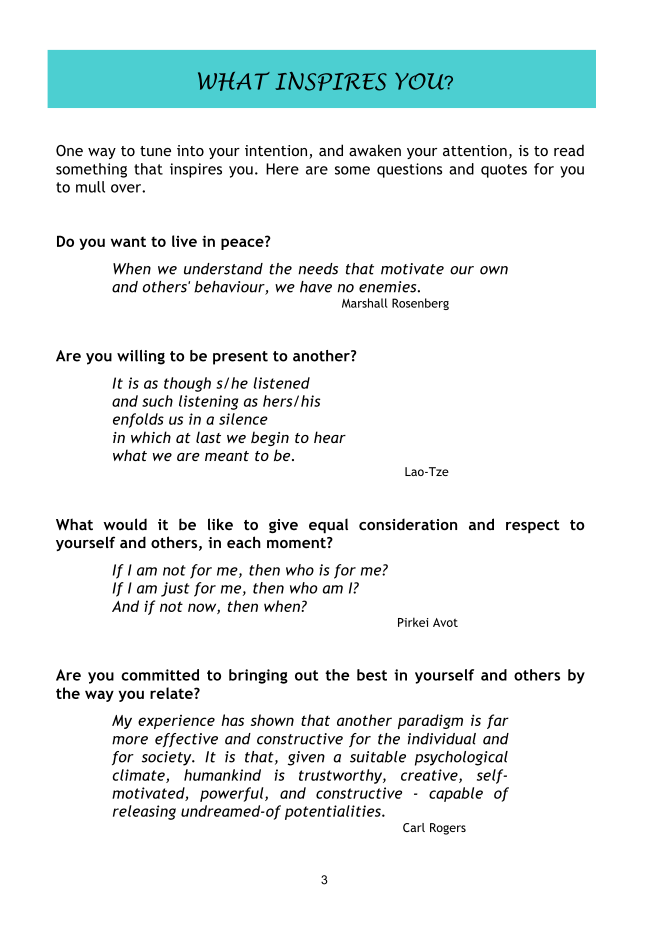 WHAT INSPIRES YOU?
One way to tune into your intention, and awaken your attention, is to read
something that inspires you. Here are some questions and quotes for you
to mull over.
Do you want to live in peace?
When we understand the needs that motivate our own
and others' behaviour, we have no enemies.
Marshall Rosenberg
Are you willing to be present to another?
It is as though s/he listened
and such listening as hers/his
enfolds us in a silence
in which at last we begin to hear
what we are meant to be.
Lao-Tze
What would it be like to give equal consideration and respect to
yourself and others, in each moment?
If I am not for me, then who is for me?
If I am just for me, then who am I?
And if not now, then when?
Pirkei Avot
Are you committed to bringing out the best in yourself and others by
the way you relate?
My experience has shown that another paradigm is far
more effective and constructive for the individual and
for society. It is that, given a suitable psychological
climate, humankind is trustworthy, creative, self-
motivated, powerful, and constructive - capable of
releasing undreamed-of potentialities.
Carl Rogers
3